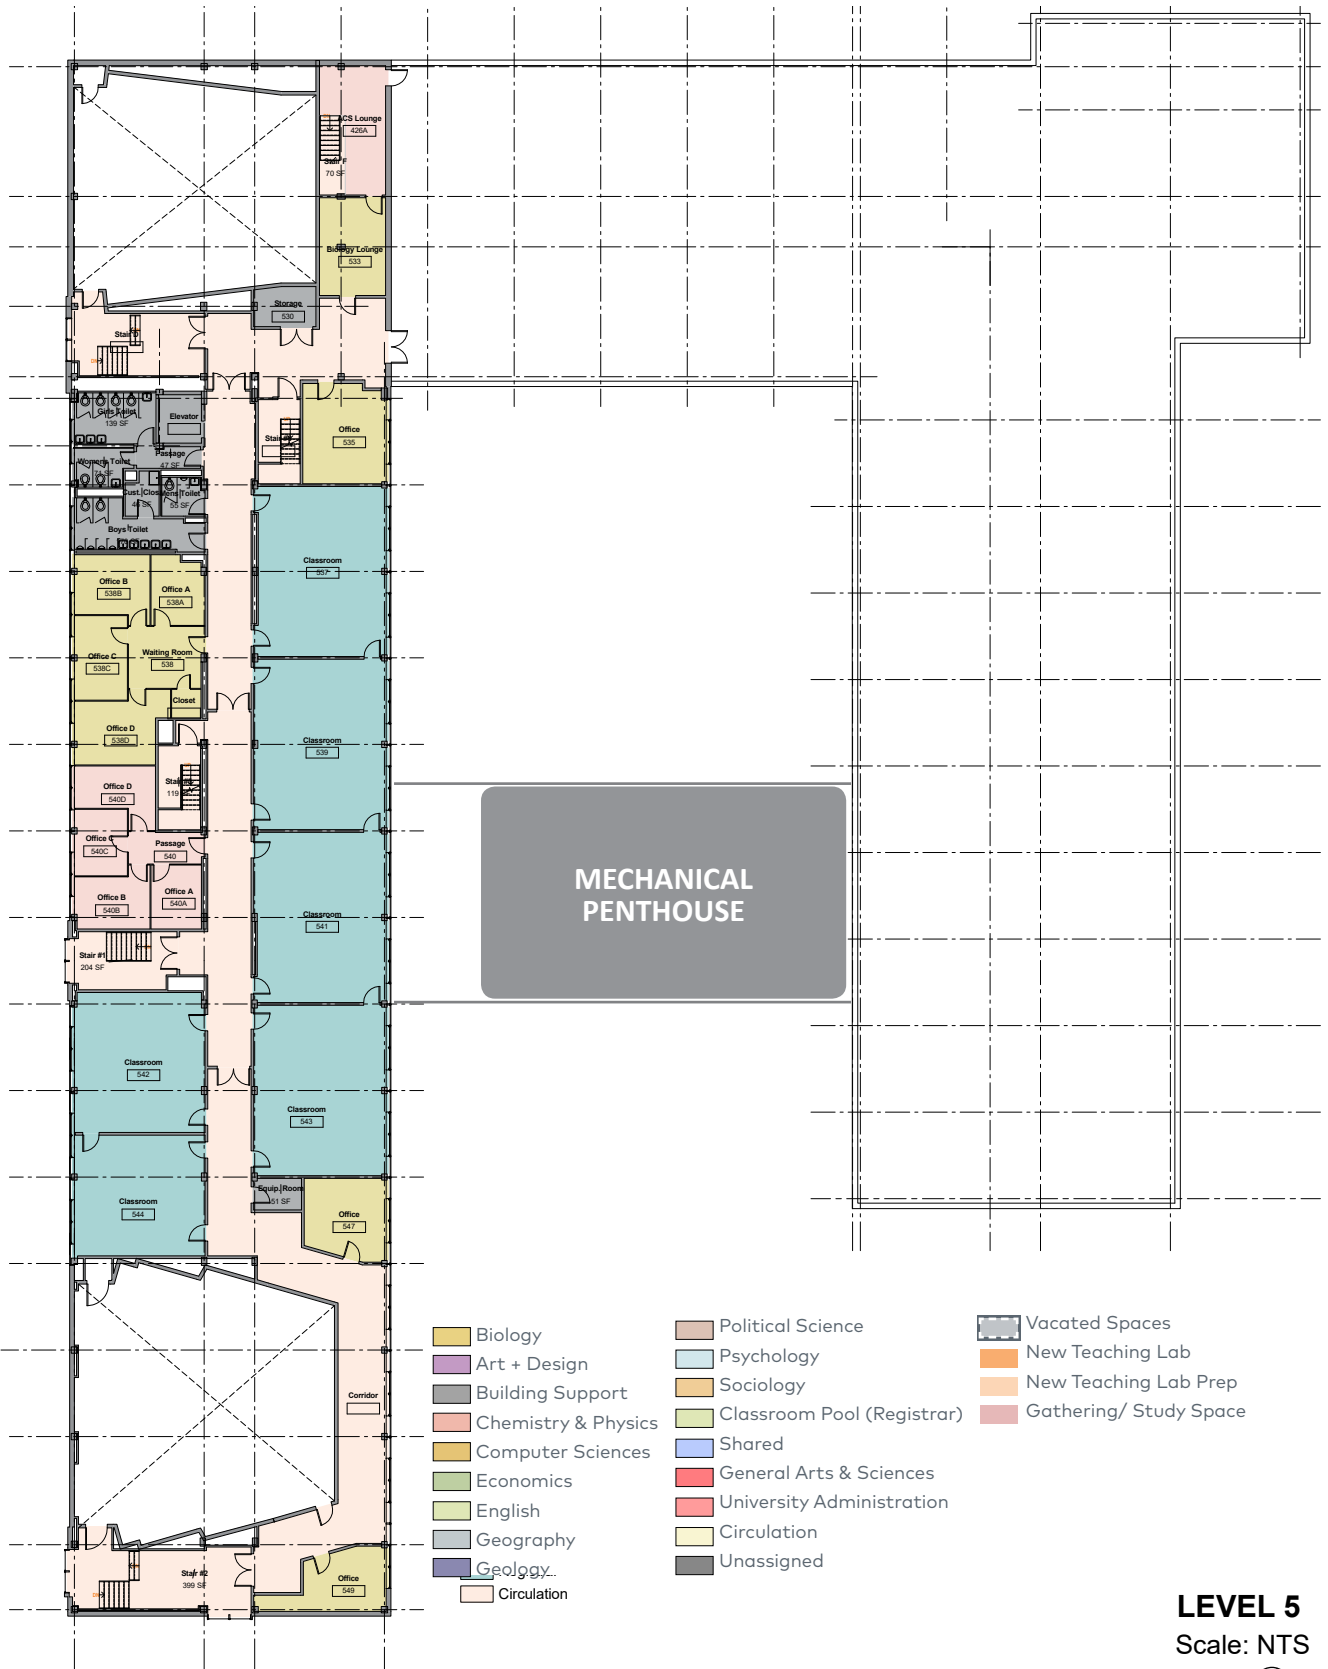 ACS Lounge
426A
Stair F
70 SF
Biology Lounge
533
Storage
530
Stair
DN
Girls Toilet
139 SF
Elevator
Passage
47 SF
Womens Toilet
71 SF
Cust. Clos
Mens Toilet
55 SF
Boys Toilet
Stair
Office
535
Classroom
557
Office B
538B
Office A
538A
Office C
538C
Waiting Room
538
Closet
Office D
538D
Classroom
539
Office D
540D
Stair
119
Office C
540C
Passage
540
Office B
540B
Office A
540A
Classroom
541
MECHANICAL
PENTHOUSE
Stair #1
204 SF
Classroom
542
Classroom
543
Classroom
544
Equip. Room
51 SF
Office
547
Corridor
Stair #2
399 SF
Office
549
Biology
Art + Design
Building Support
Chemistry & Physics
Computer Sciences
Economics
English
Geography
Geology
Circulation
Political Science
Psychology
Sociology
Classroom Pool (Registrar)
Shared
General Arts & Sciences
University Administration
Circulation
Unassigned
Vacated Spaces
New Teaching Lab
New Teaching Lab Prep
Gathering/ Study Space
LEVEL 5
Scale: NTS